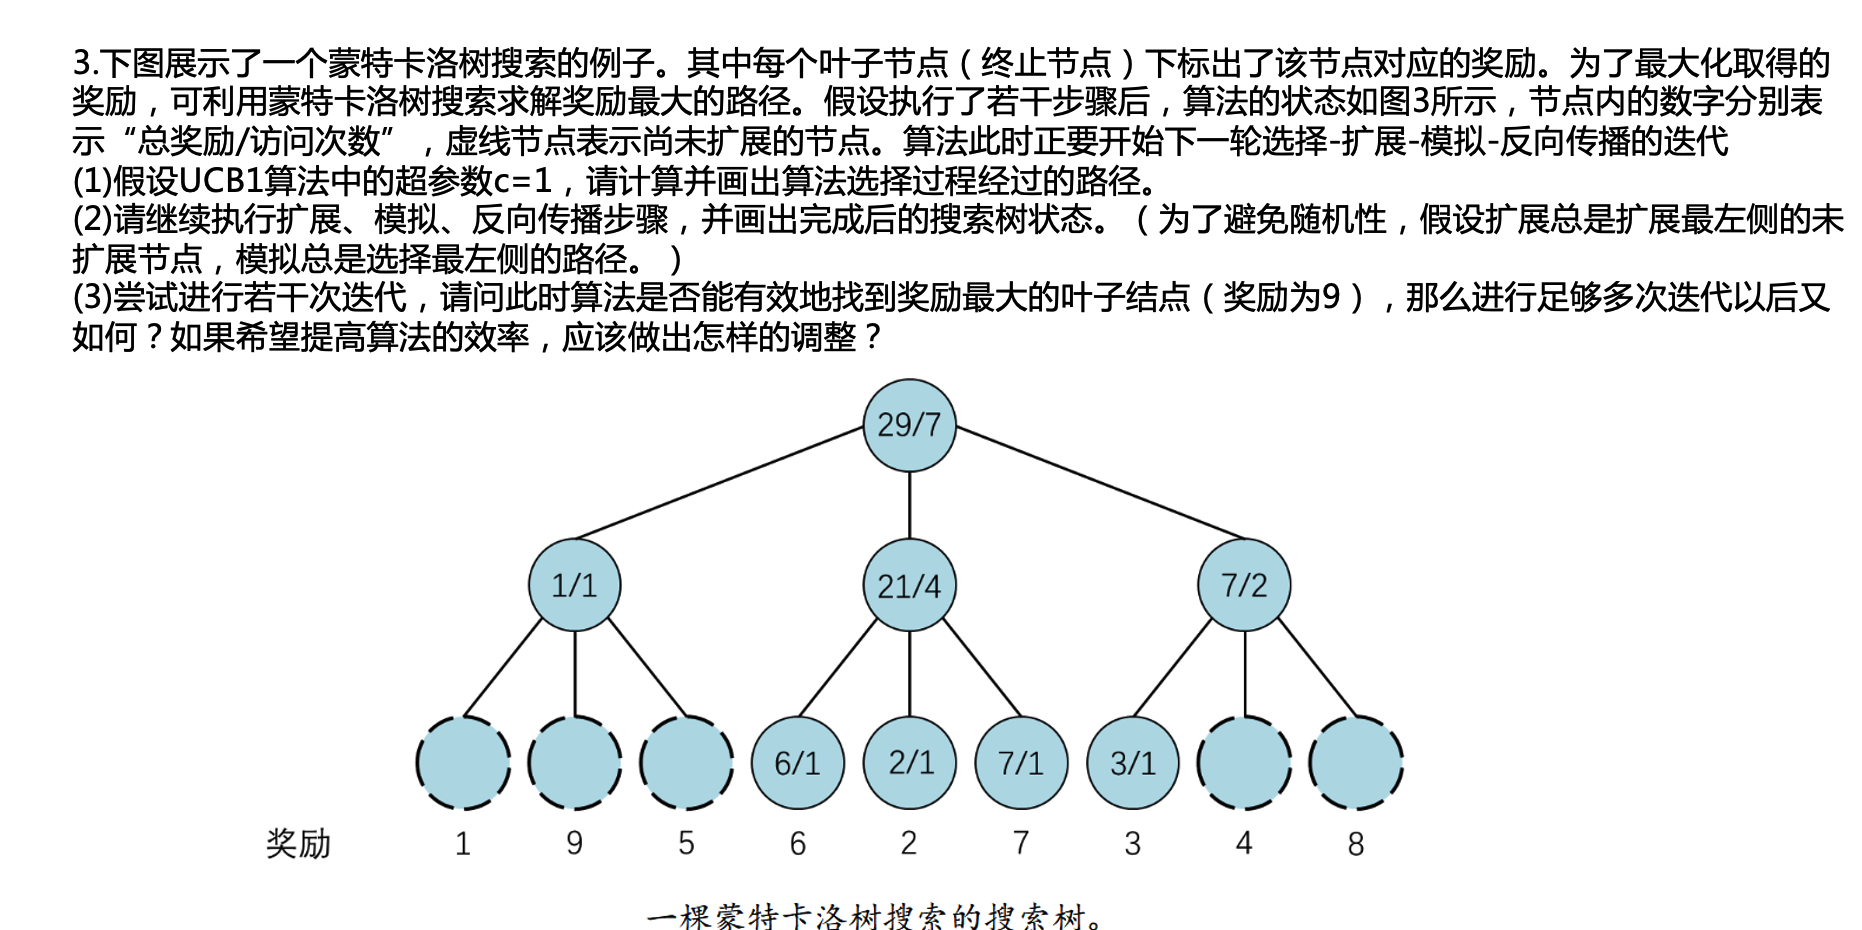 3.下图展示了一个蒙特卡洛树搜索的例子。其中每个叶子节点（终止节点）下标出了该节点对应的奖励。为了最大化取得的
奖励，可利用蒙特卡洛树搜索求解奖励最大的路径。假设执行了若干步骤后，算法的状态如图3所示，节点内的数字分别表
示“总奖励/访问次数”，虚线节点表示尚未扩展的节点。算法此时正要开始下一轮选择-扩展-模拟-反向传播的迭代
(1)假设UCB1算法中的超参数c=1，请计算并画出算法选择过程经过的路径。
(2)请继续执行扩展、模拟、反向传播步骤，并画出完成后的搜索树状态。（为了避免随机性，假设扩展总是扩展最左侧的未
扩展节点，模拟总是选择最左侧的路径。）
(3)尝试进行若干次迭代，请问此时算法是否能有效地找到奖励最大的叶子结点（奖励为9），那么进行足够多次迭代以后又
如何？如果希望提高算法的效率，应该做出怎样的调整？
29/7
1/1 21/4 7/2
6/1 2/1 7/1 3/1
奖励 1 9 5 6 2 7 3 4 8
一棵蒙特卡洛树搜索的搜索树。